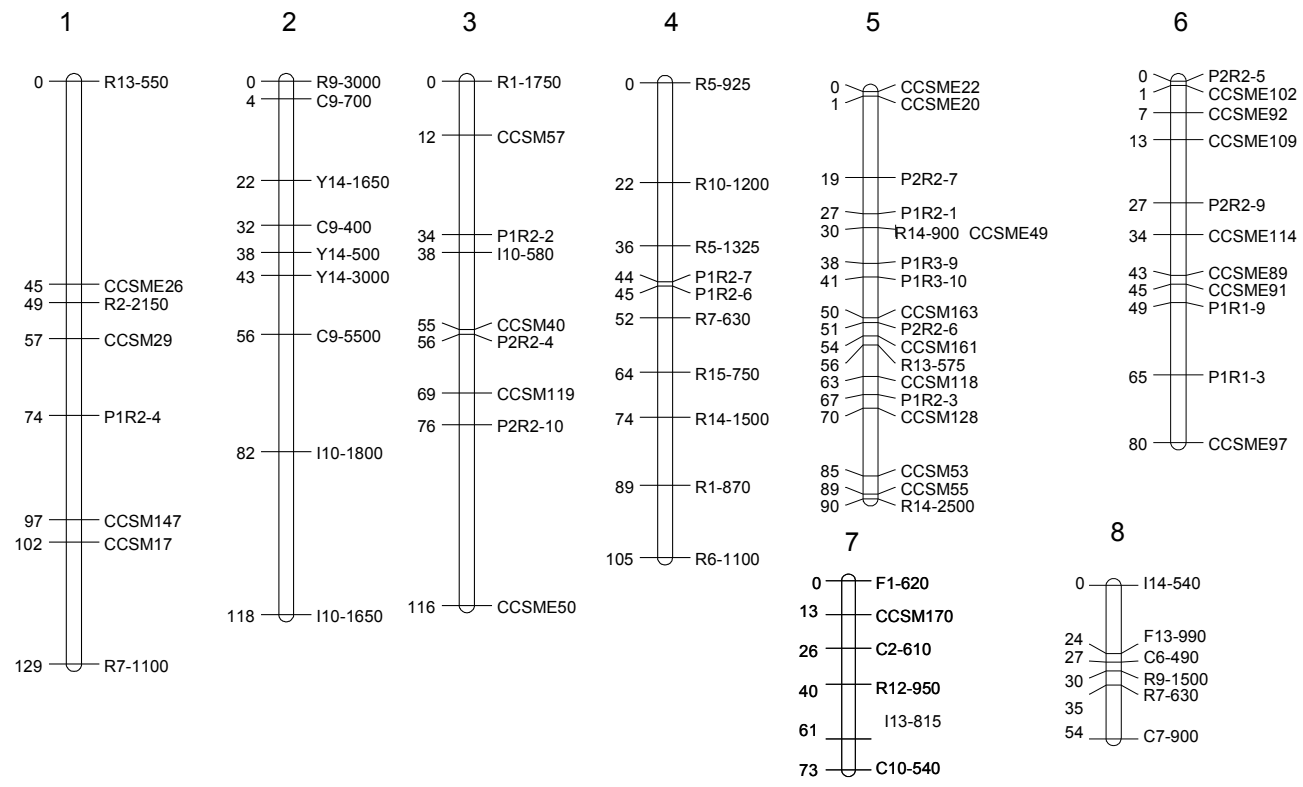 1
0 R13-550
45 CCSME26
49 R2-2150
57 CCSM29
74 P1R2-4
97 CCSM147
102 CCSM17
129 R7-1100
2
0 R9-3000
4 C9-700
22 Y14-1650
32 C9-400
38 Y14-500
43 Y14-3000
56 C9-5500
82 I10-1800
118 I10-1650
3
0 R1-1750
12 CCSM57
34 P1R2-2
38 I10-580
55 CCSM40
56 P2R2-4
69 CCSM119
76 P2R2-10
116 CCSME50
4
0 R5-925
22 R10-1200
36 R5-1325
44 P1R2-7
45 P1R2-6
52 R7-630
64 R15-750
74 R14-1500
89 R1-870
105 R6-1100
5
0 CCSME22
1 CCSME20
19 P2R2-7
27 P1R2-1
30 R14-900 CCSME49
38 P1R3-9
41 P1R3-10
50 CCSM163
51 P2R2-6
54 CCSM161
56 R13-575
63 CCSM118
67 P1R2-3
70 CCSM128
85 CCSM53
89 CCSM55
90 R14-2500
6
0 P2R2-5
1 CCSME102
7 CCSME92
13 CCSME109
27 P2R2-9
34 CCSME114
43 CCSME89
45 CCSME91
49 P1R1-9
65 P1R1-3
80 CCSME97
7
0 F1-620
13 CCSM170
26 C2-610
40 R12-950
61 I13-815
73 C10-540
8
0 I14-540
24 F13-990
27 C6-490
30 R9-1500
35 R7-630
54 C7-900